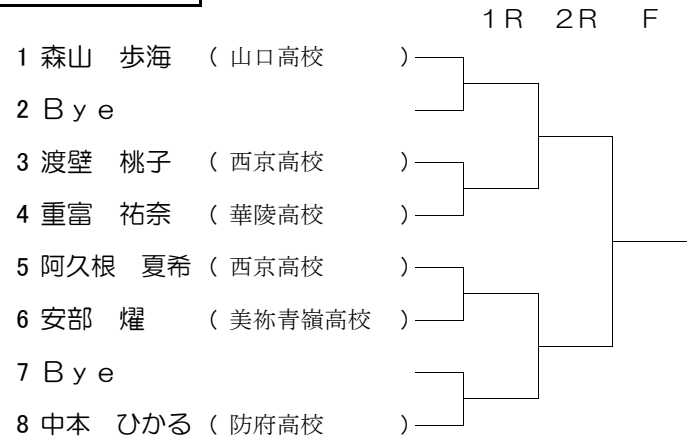 １Ｒ ２Ｒ Ｆ
1 森山　歩海 （ 山口高校 ）
2 Ｂｙｅ
3 渡壁　桃子 （ 西京高校 ）
4 重富　祐奈 （ 華陵高校 ）
5 阿久根　夏希 （ 西京高校 ）
6 安部　燿 （ 美祢青嶺高校 ）
7 Ｂｙｅ
8 中本　ひかる （ 防府高校 ）